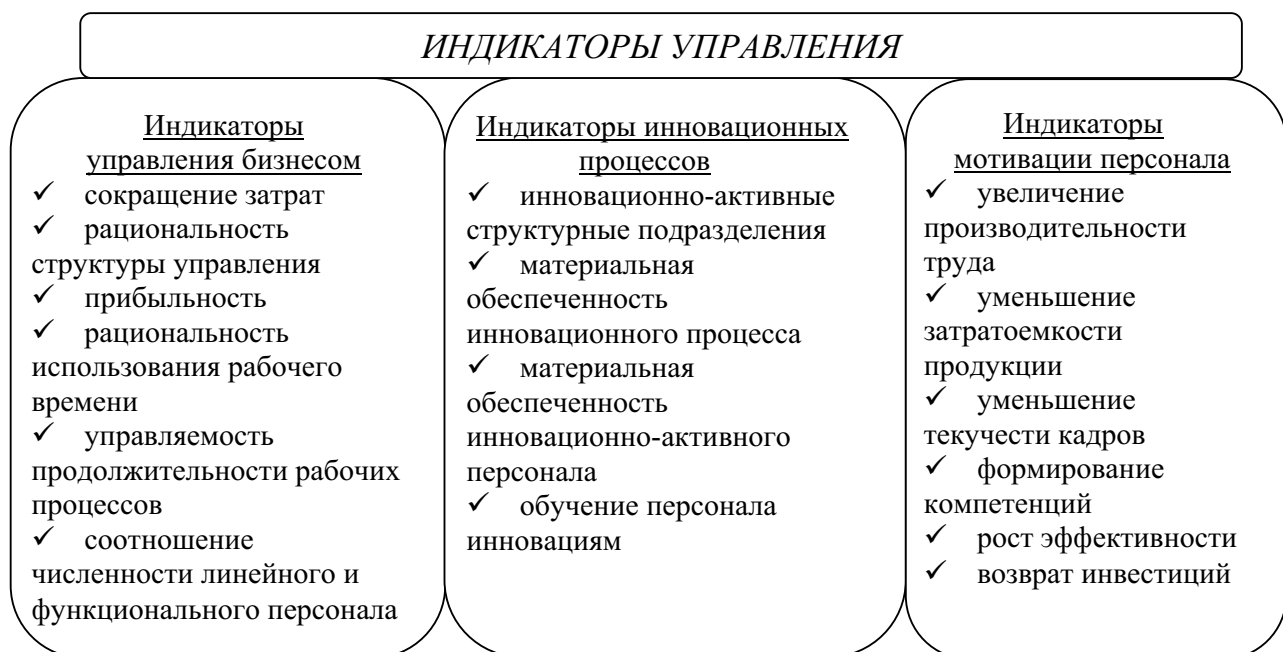 ИНДИКАТОРЫ УПРАВЛЕНИЯ
Индикаторы
управления бизнесом
✓ сокращение затрат
✓ рациональность
структуры управления
✓ прибыльность
✓ рациональность
использования рабочего
времени
✓ управляемость
продолжительности рабочих
процессов
✓ соотношение
численности линейного и
функционального персонала
Индикаторы инновационных
процессов
✓ инновационно-активные
структурные подразделения
✓ материальная
обеспеченность
инновационного процесса
✓ материальная
обеспеченность
инновационно-активного
персонала
✓ обучение персонала
инновациям
Индикаторы
мотивации персонала
✓ увеличение
производительности
труда
✓ уменьшение
затратоемкости
продукции
✓ уменьшение
текучести кадров
✓ формирование
компетенций
✓ рост эффективности
✓ возврат инвестиций